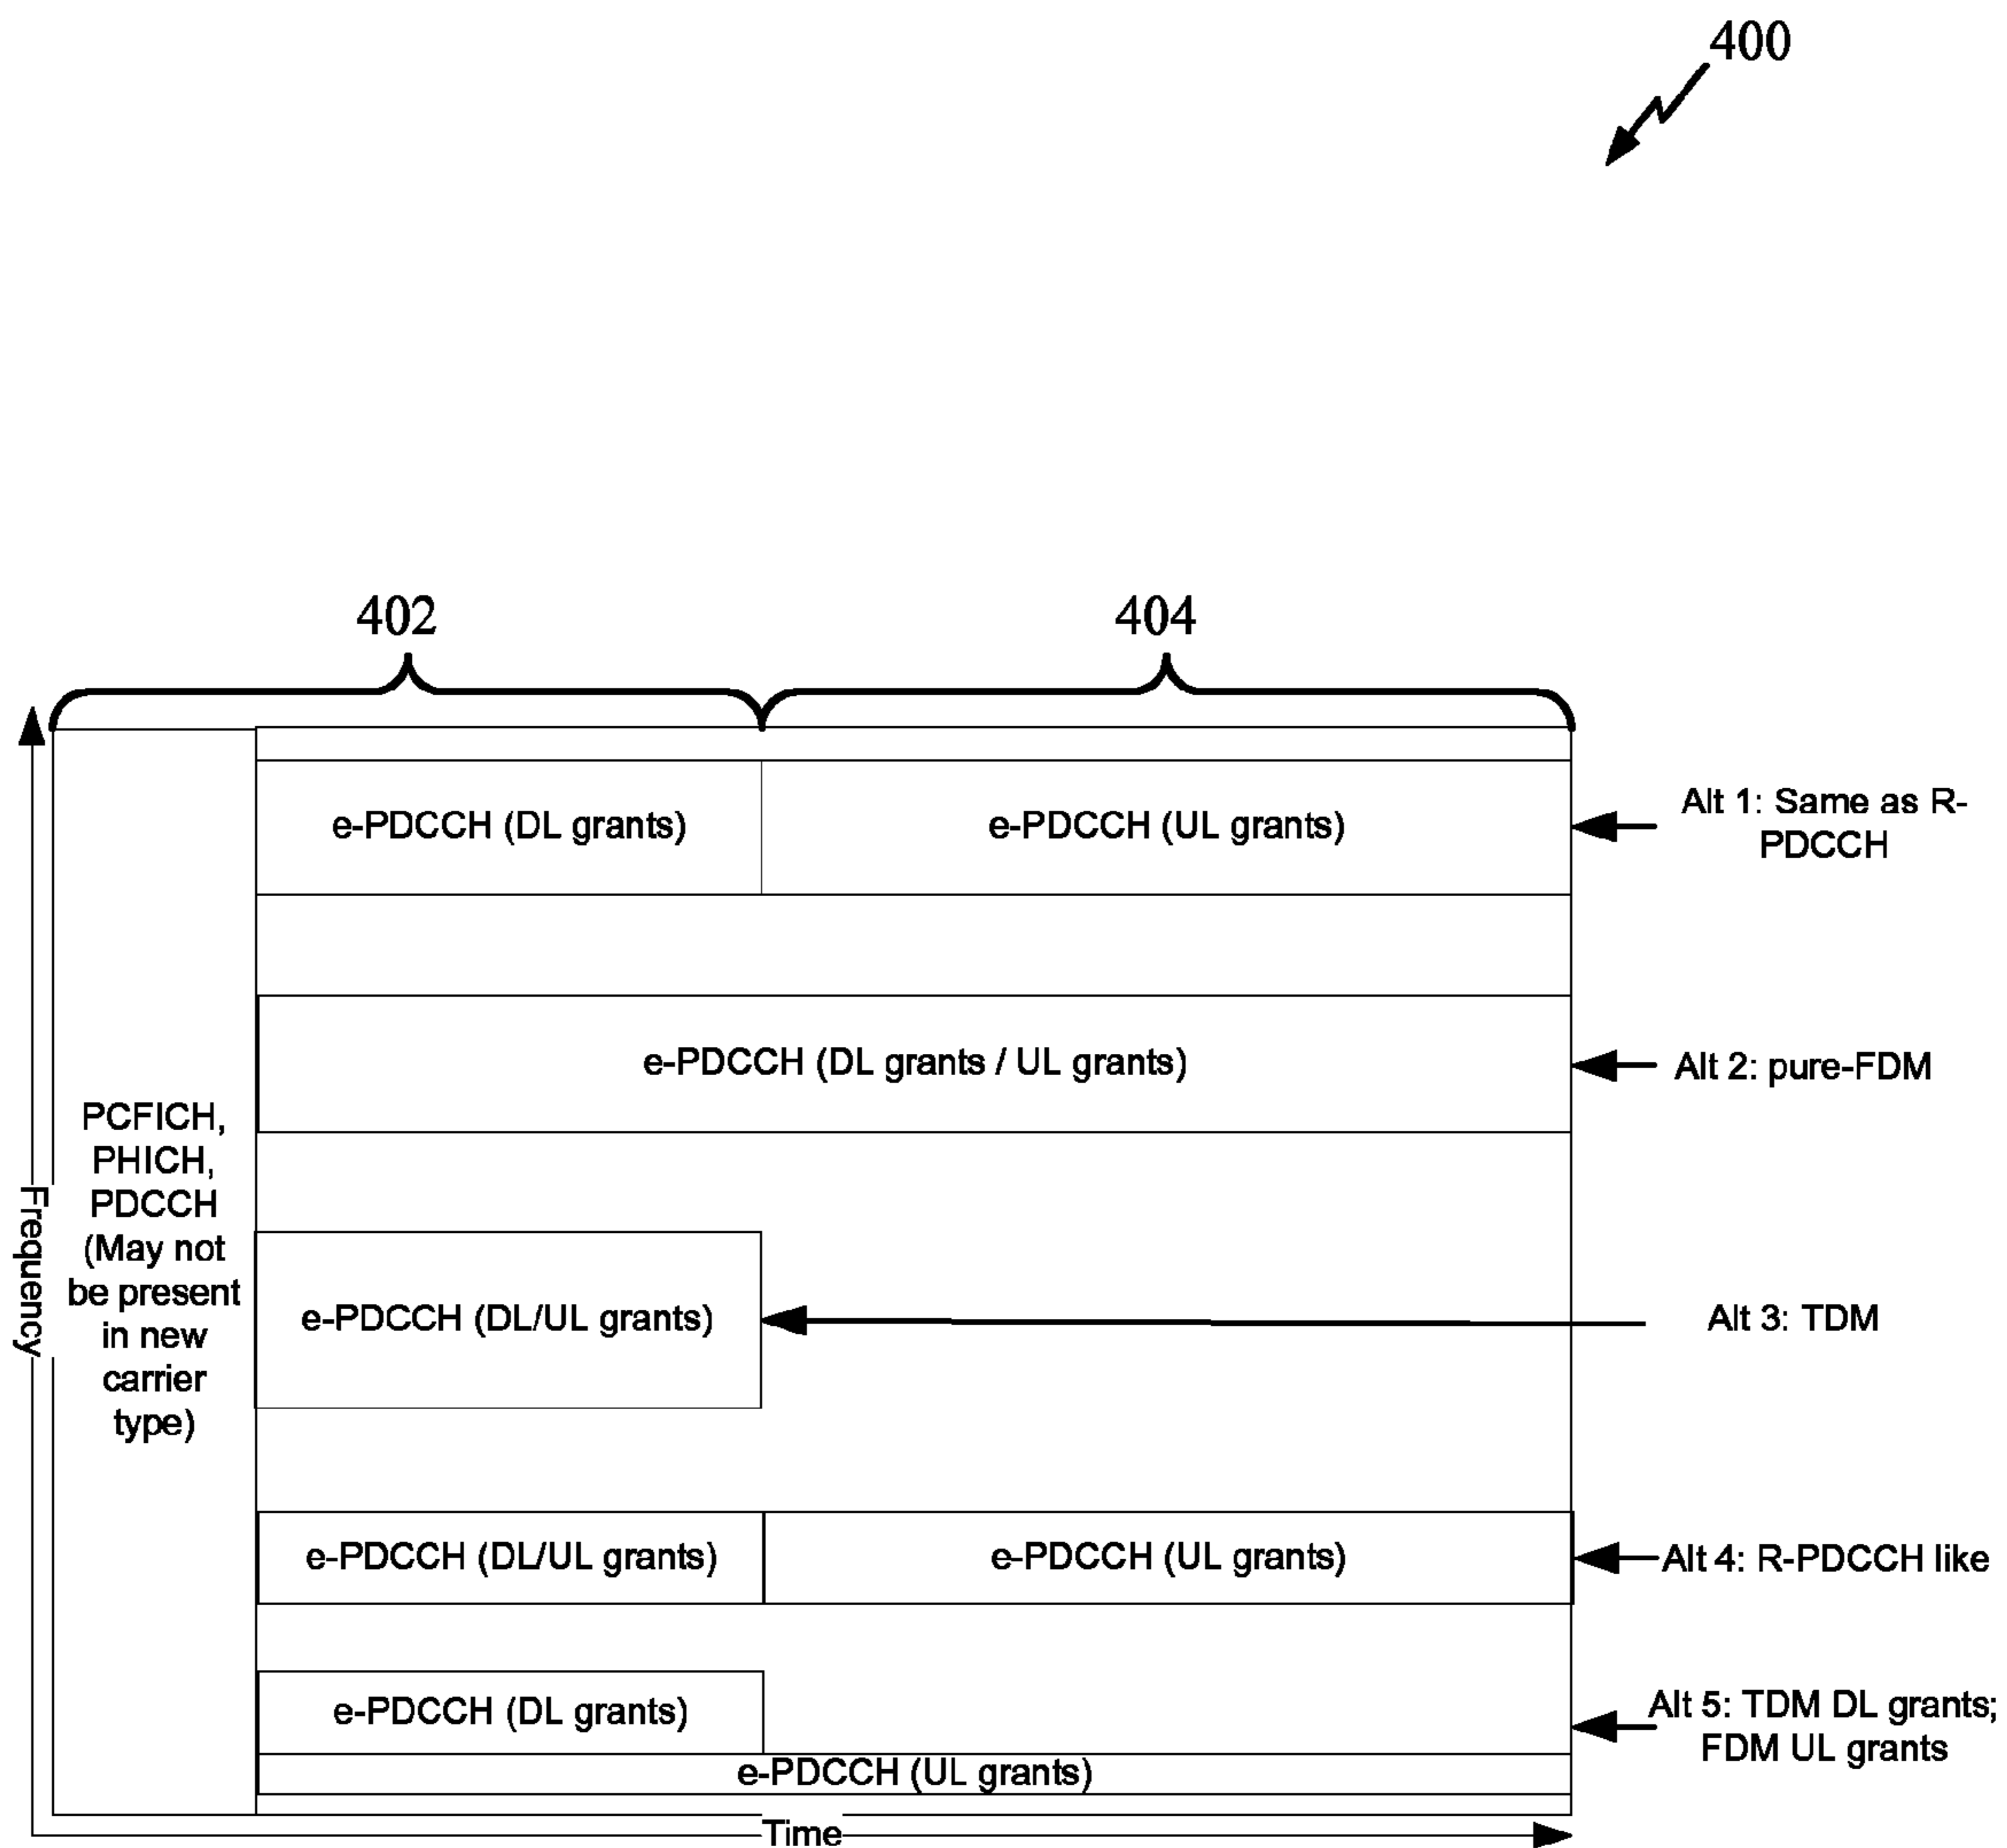 400
402
404
e-PDCCH (DL grants)
e-PDCCH (UL grants)
Alt 1: Same as R-
PDCCH
e-PDCCH (DL grants / UL grants)
Alt 2: pure-FDM
PCFICH,
PHICH,
PDCCH
(May not
be present
in new
carrier
type)
Frequency
e-PDCCH (DL/UL grants)
Alt 3: TDM
e-PDCCH (DL/UL grants)
e-PDCCH (UL grants)
Alt 4: R-PDCCH like
e-PDCCH (DL grants)
Alt 5: TDM DL grants;
FDM UL grants
e-PDCCH (UL grants)
Time